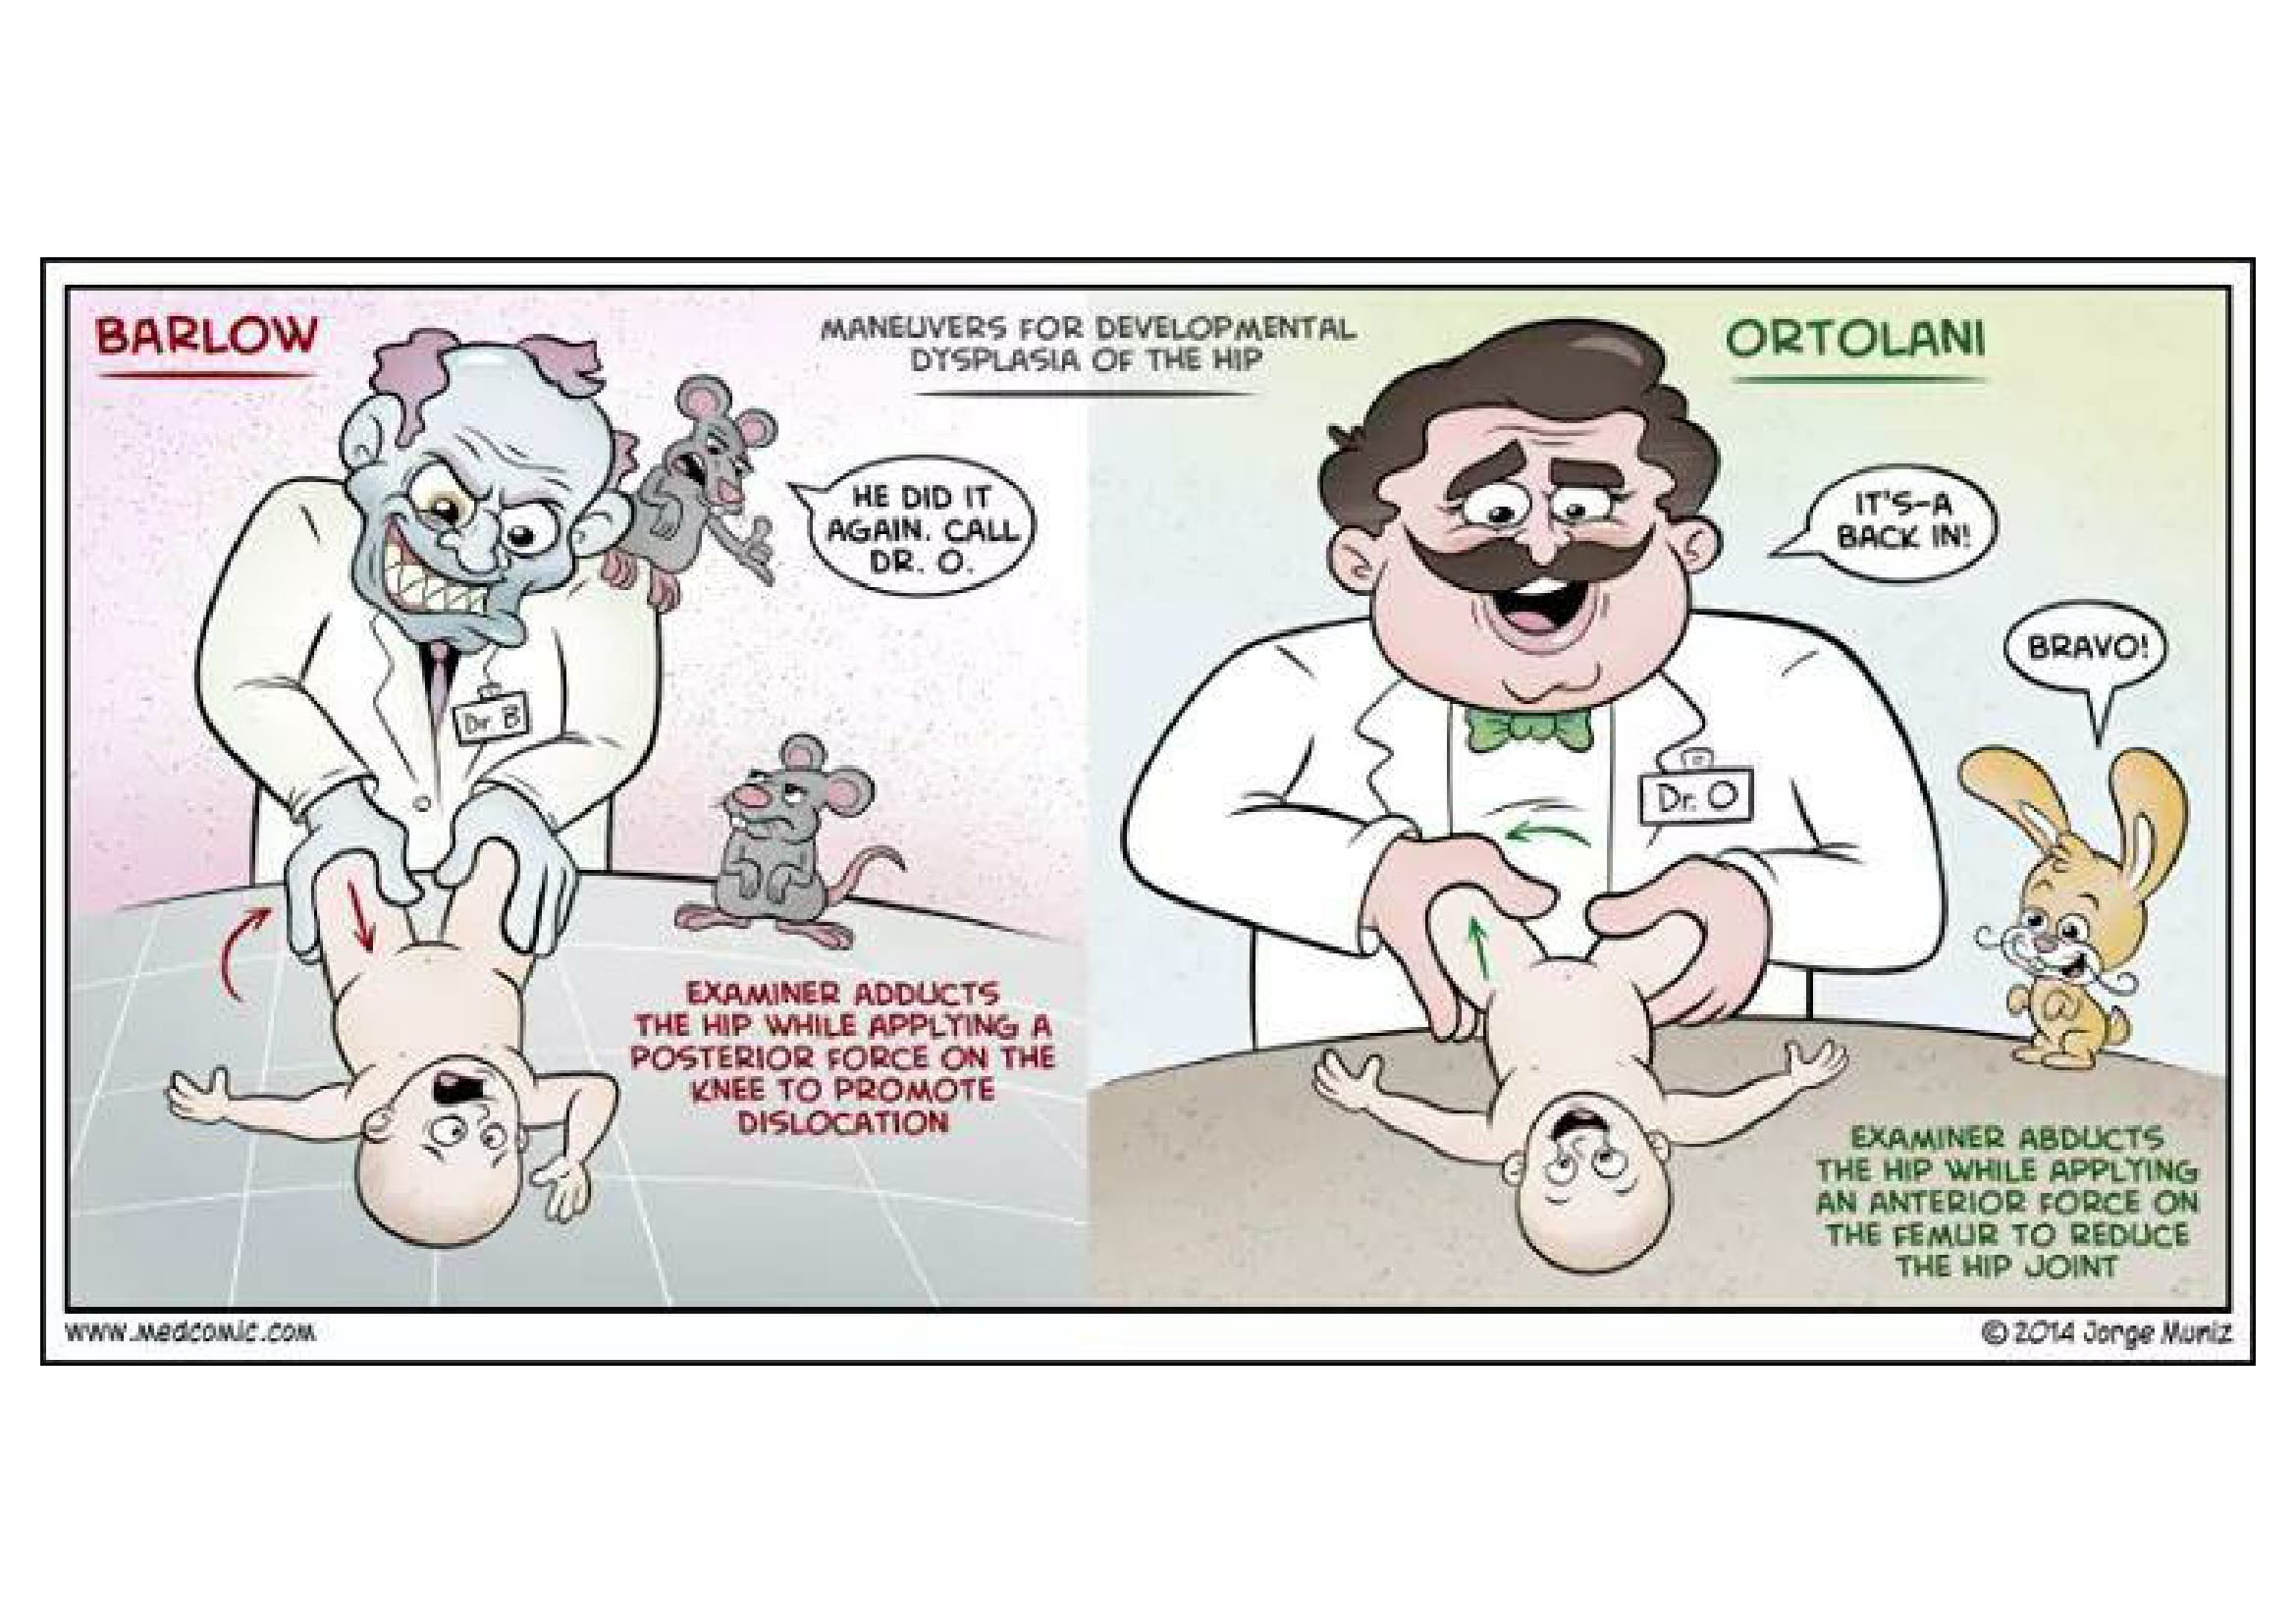 BARLOW
MANEUVERS FOR DEVELOPMENTAL
DYSPLASIA OF THE HIP
ORTOLANI
HE DID IT
AGAIN. CALL
DR. O.
IT'S-A
BACK IN!
BRAVO!
Dr. B
Dr. O
EXAMINER ADDUCTS
THE HIP WHILE APPLYING A
POSTERIOR FORCE ON THE
KNEE TO PROMOTE
DISLOCATION
EXAMINER ABDUCTS
THE HIP WHILE APPLYING
AN ANTERIOR FORCE ON
THE FEMUR TO REDUCE
THE HIP JOINT
www.medcomic.com
© 2014 Jorge Muniz